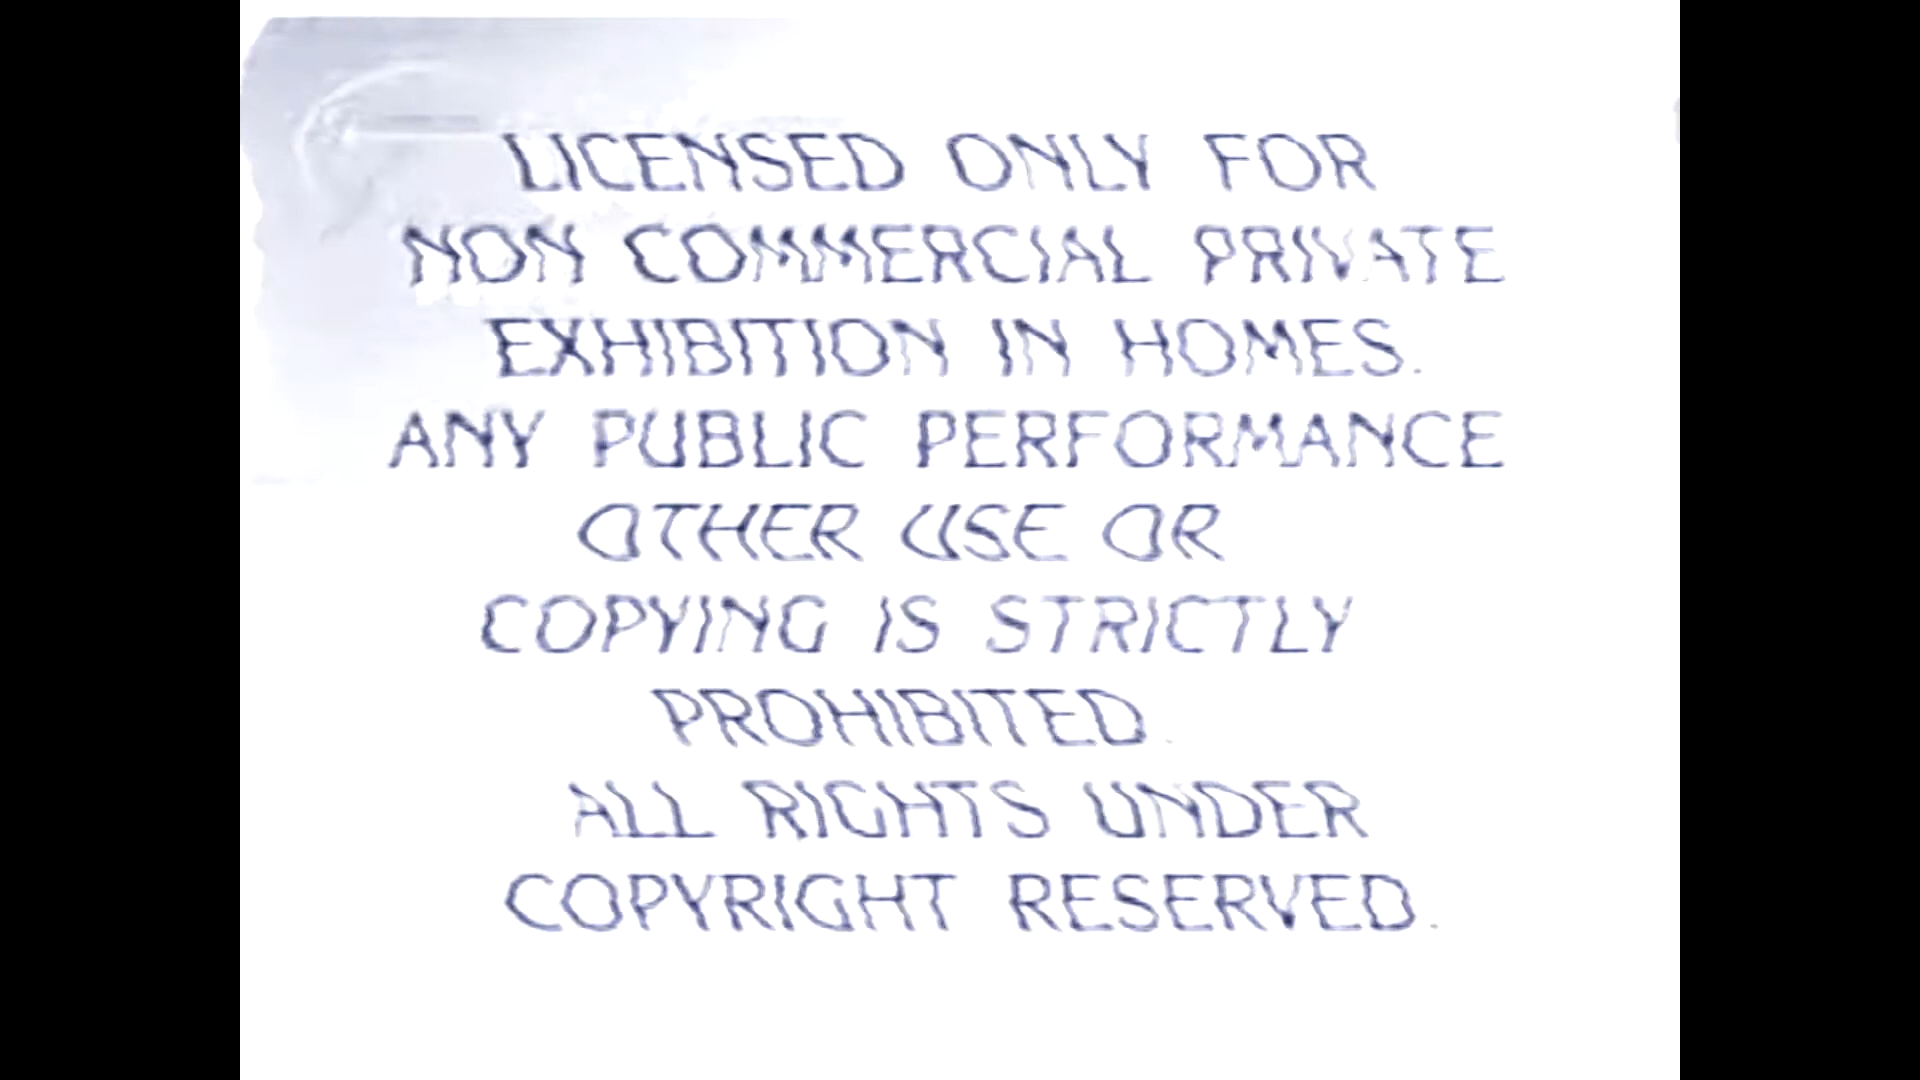 LICENSED ONLY FOR
NON COMMERCIAL PRIVATE
EXHIBITION IN HOMES.
ANY PUBLIC PERFORMANCE
OTHER USE OR
COPYING IS STRICTLY
PROHIBITED.
ALL RIGHTS UNDER
COPYRIGHT RESERVED.